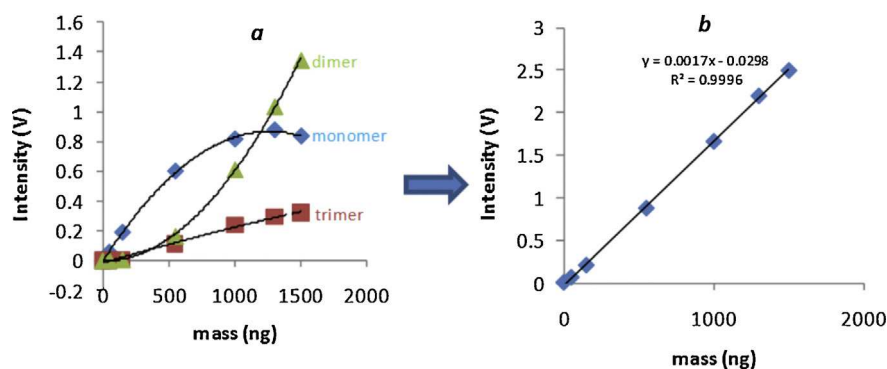 a
1.6
1.4
1.2
1
0.8
0.6
0.4
0.2
0
-0.2
Intensity (V)
dimer
monomer
trimer
0 500 1000 1500 2000
mass (ng)
b
3
2.5
2
1.5
1
0.5
0
Intensity (V)
y = 0.0017x - 0.0298
R² = 0.9996
0 1000 2000
mass (ng)